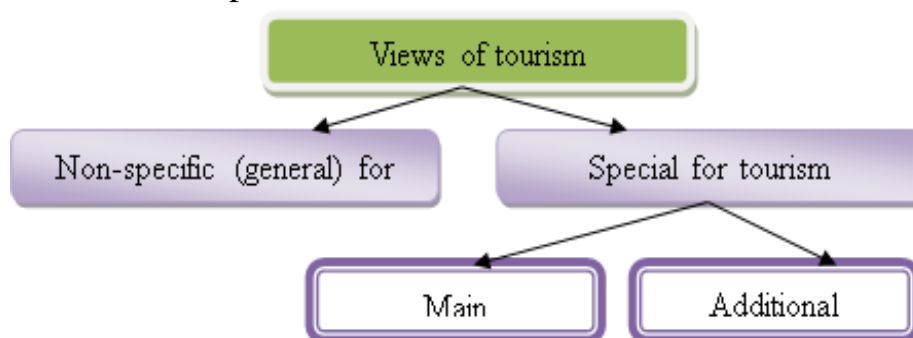 Views of tourism
Non-specific (general) for
Special for tourism
Main
Additional